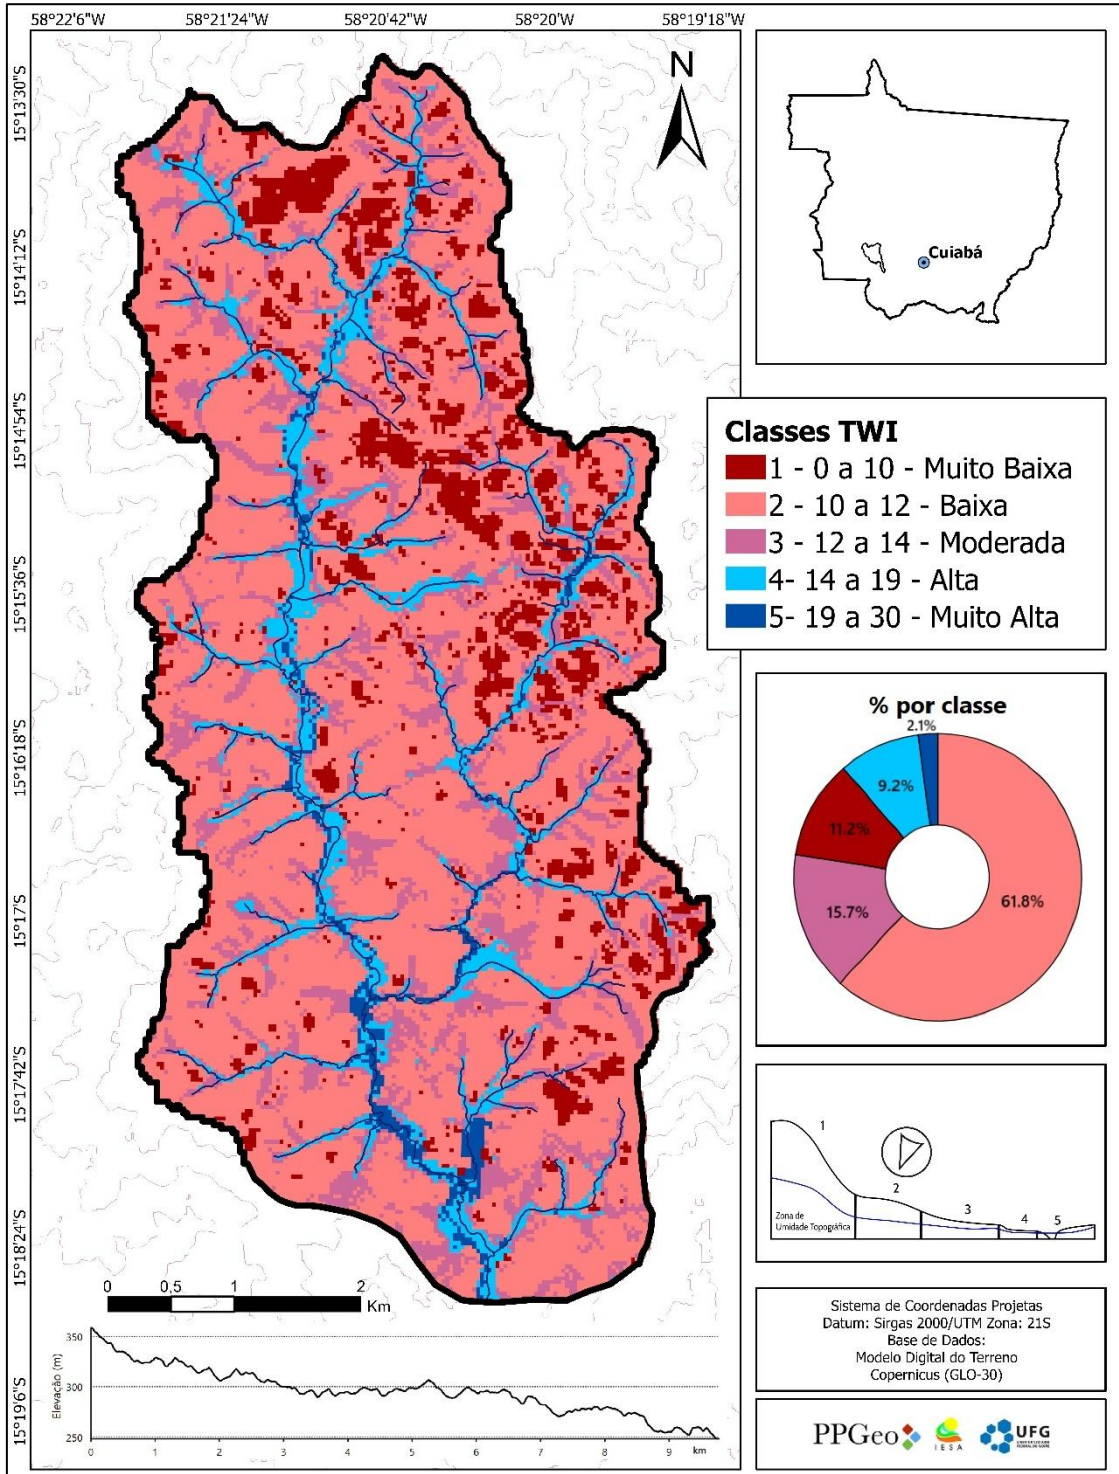 58°22'6"W 58°21'24"W 58°20'42"W 58°20'W 58°19'18"W
15°13'30"S
15°14'12"S
15°14'54"S
15°15'36"S
15°16'18"S
15°17'S
15°17'42"S
15°18'24"S
15°19'6"S
N
Cuiabá
Classes TWI
1 - 0 a 10 - Muito Baixa
2 - 10 a 12 - Baixa
3 - 12 a 14 - Moderada
4- 14 a 19 - Alta
5- 19 a 30 - Muito Alta
% por classe
2.1%
9.2%
11.2%
15.7%
61.8%
1
2
3
4
5
Zona de
Umidade Topográfica
0 0,5 1 2
Km
Elevação (m)
350
300
250
0 1 2 3 4 5 6 7 8 9 km
Sistema de Coordenadas Projetas
Datum: Sirgas 2000/UTM Zona: 21S
Base de Dados:
Modelo Digital do Terreno
Copernicus (GLO-30)
PPGeo
IESA
UFG